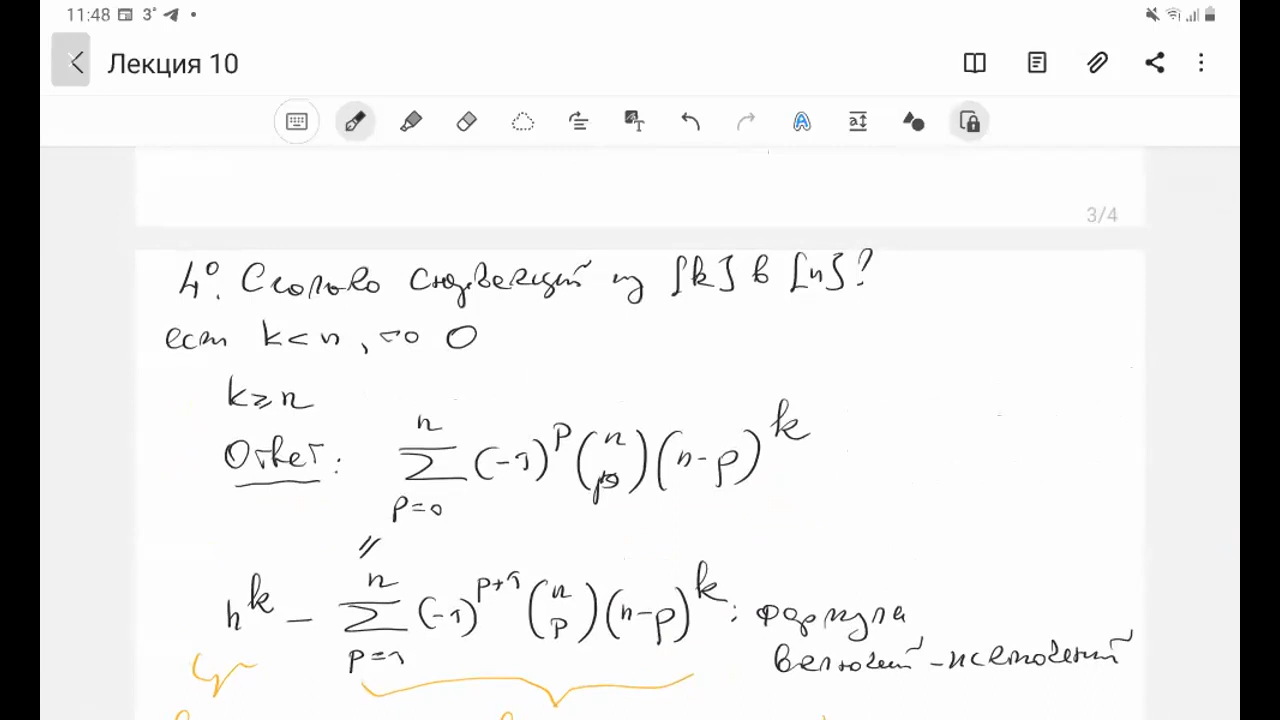 11:48 3°
Лекция 10
3/4
4°. Сколько сюръекций из [k] в [n]?
если k < n, то 0
k ⩾ n
Ответ: \sum_{p=0}^{n} (-1)^p \binom{n}{p} (n-p)^k
=
n^k - \sum_{p=1}^{n} (-1)^{p+1} \binom{n}{p} (n-p)^k : формула
включений-исключений